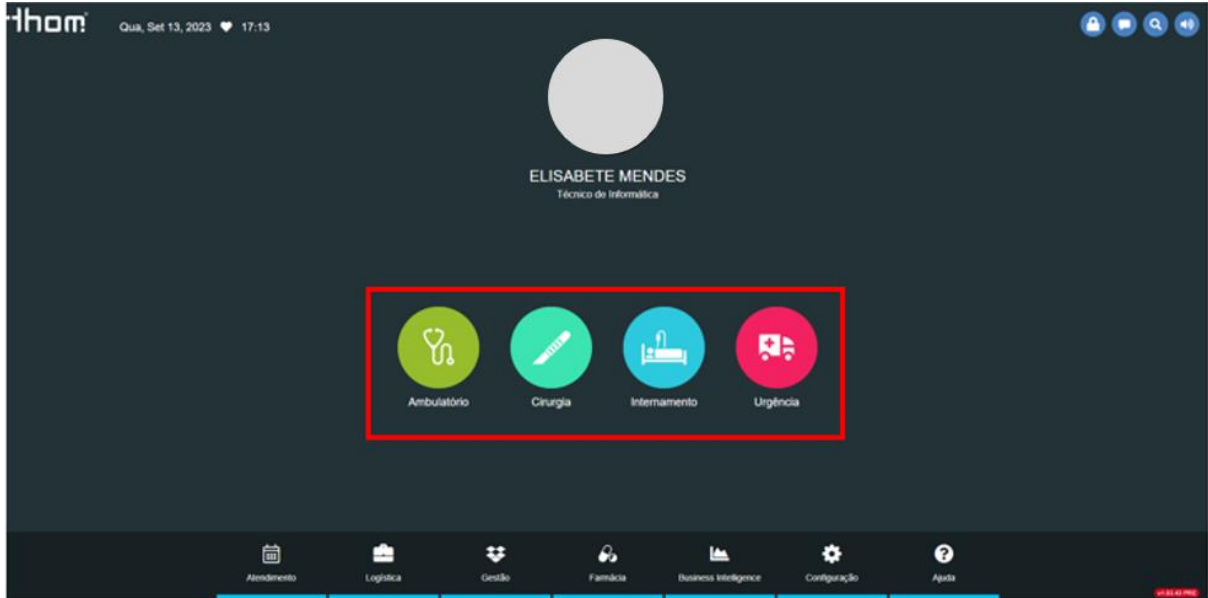 rlhom
Qua, Set 13, 2023 17:13
ELISABETE MENDES
Técnico de Informática
Ambulatório Cirurgia Internamento Urgência
Atendimento Logística Gestão Farmácia Business Intelligence Configuração Ajuda